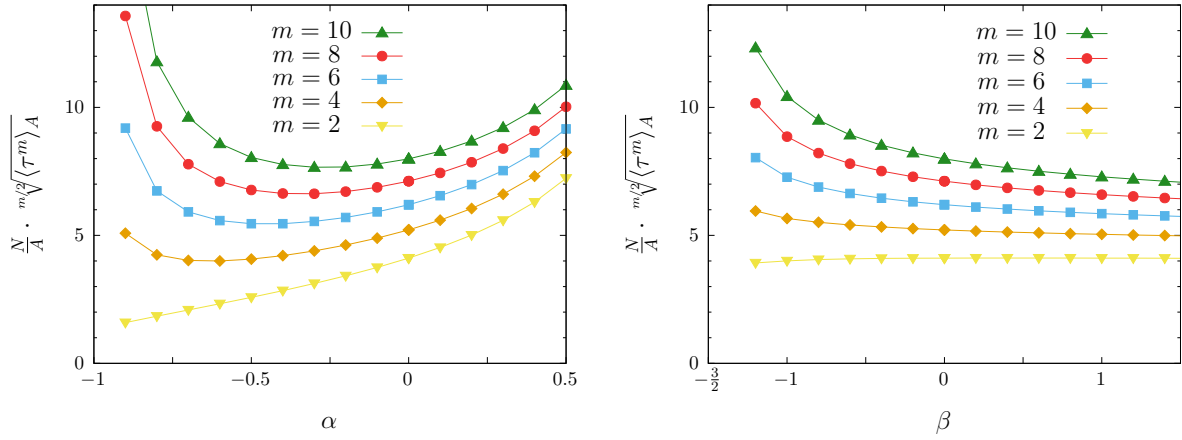 m = 10
m = 8
m = 6
m = 4
m = 2
10
5
0
−1
−0.5
0
0.5
α
N/A · m/2√⟨τ^m⟩_A
m = 10
m = 8
m = 6
m = 4
m = 2
10
5
0
−3/2
−1
0
1
β
N/A · m/2√⟨τ^m⟩_A